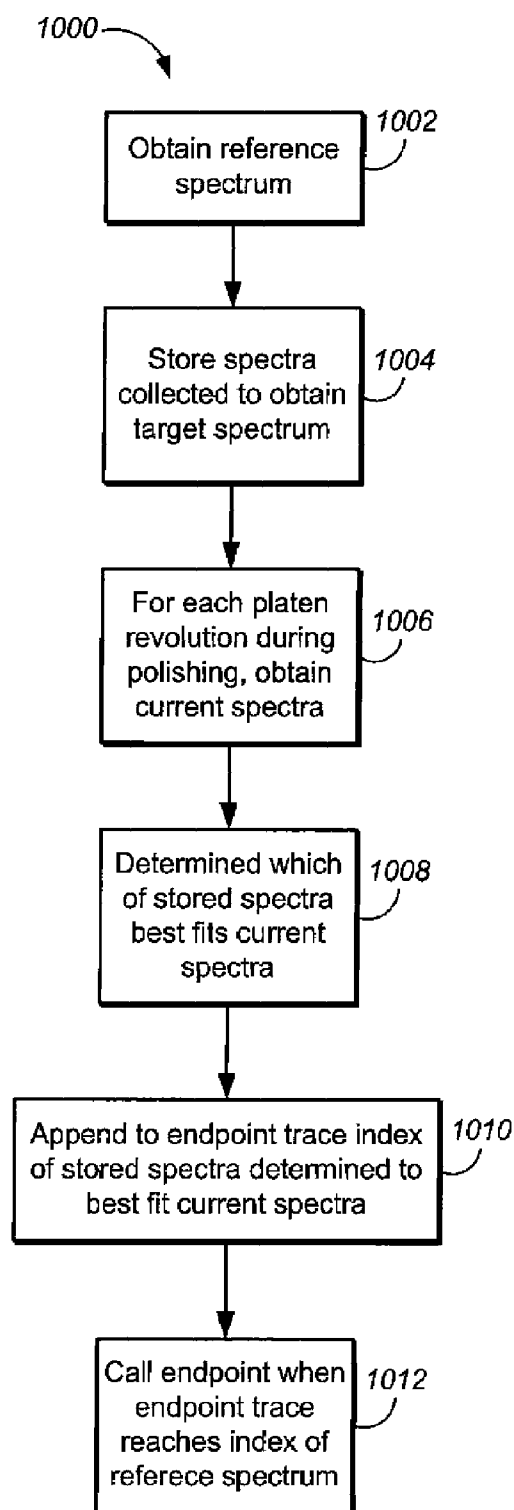 1000
1002
Obtain reference
spectrum
1004
Store spectra
collected to obtain
target spectrum
1006
For each platen
revolution during
polishing, obtain
current spectra
1008
Determined which
of stored spectra
best fits current
spectra
1010
Append to endpoint trace index
of stored spectra determined to
best fit current spectra
1012
Call endpoint when
endpoint trace
reaches index of
referece spectrum